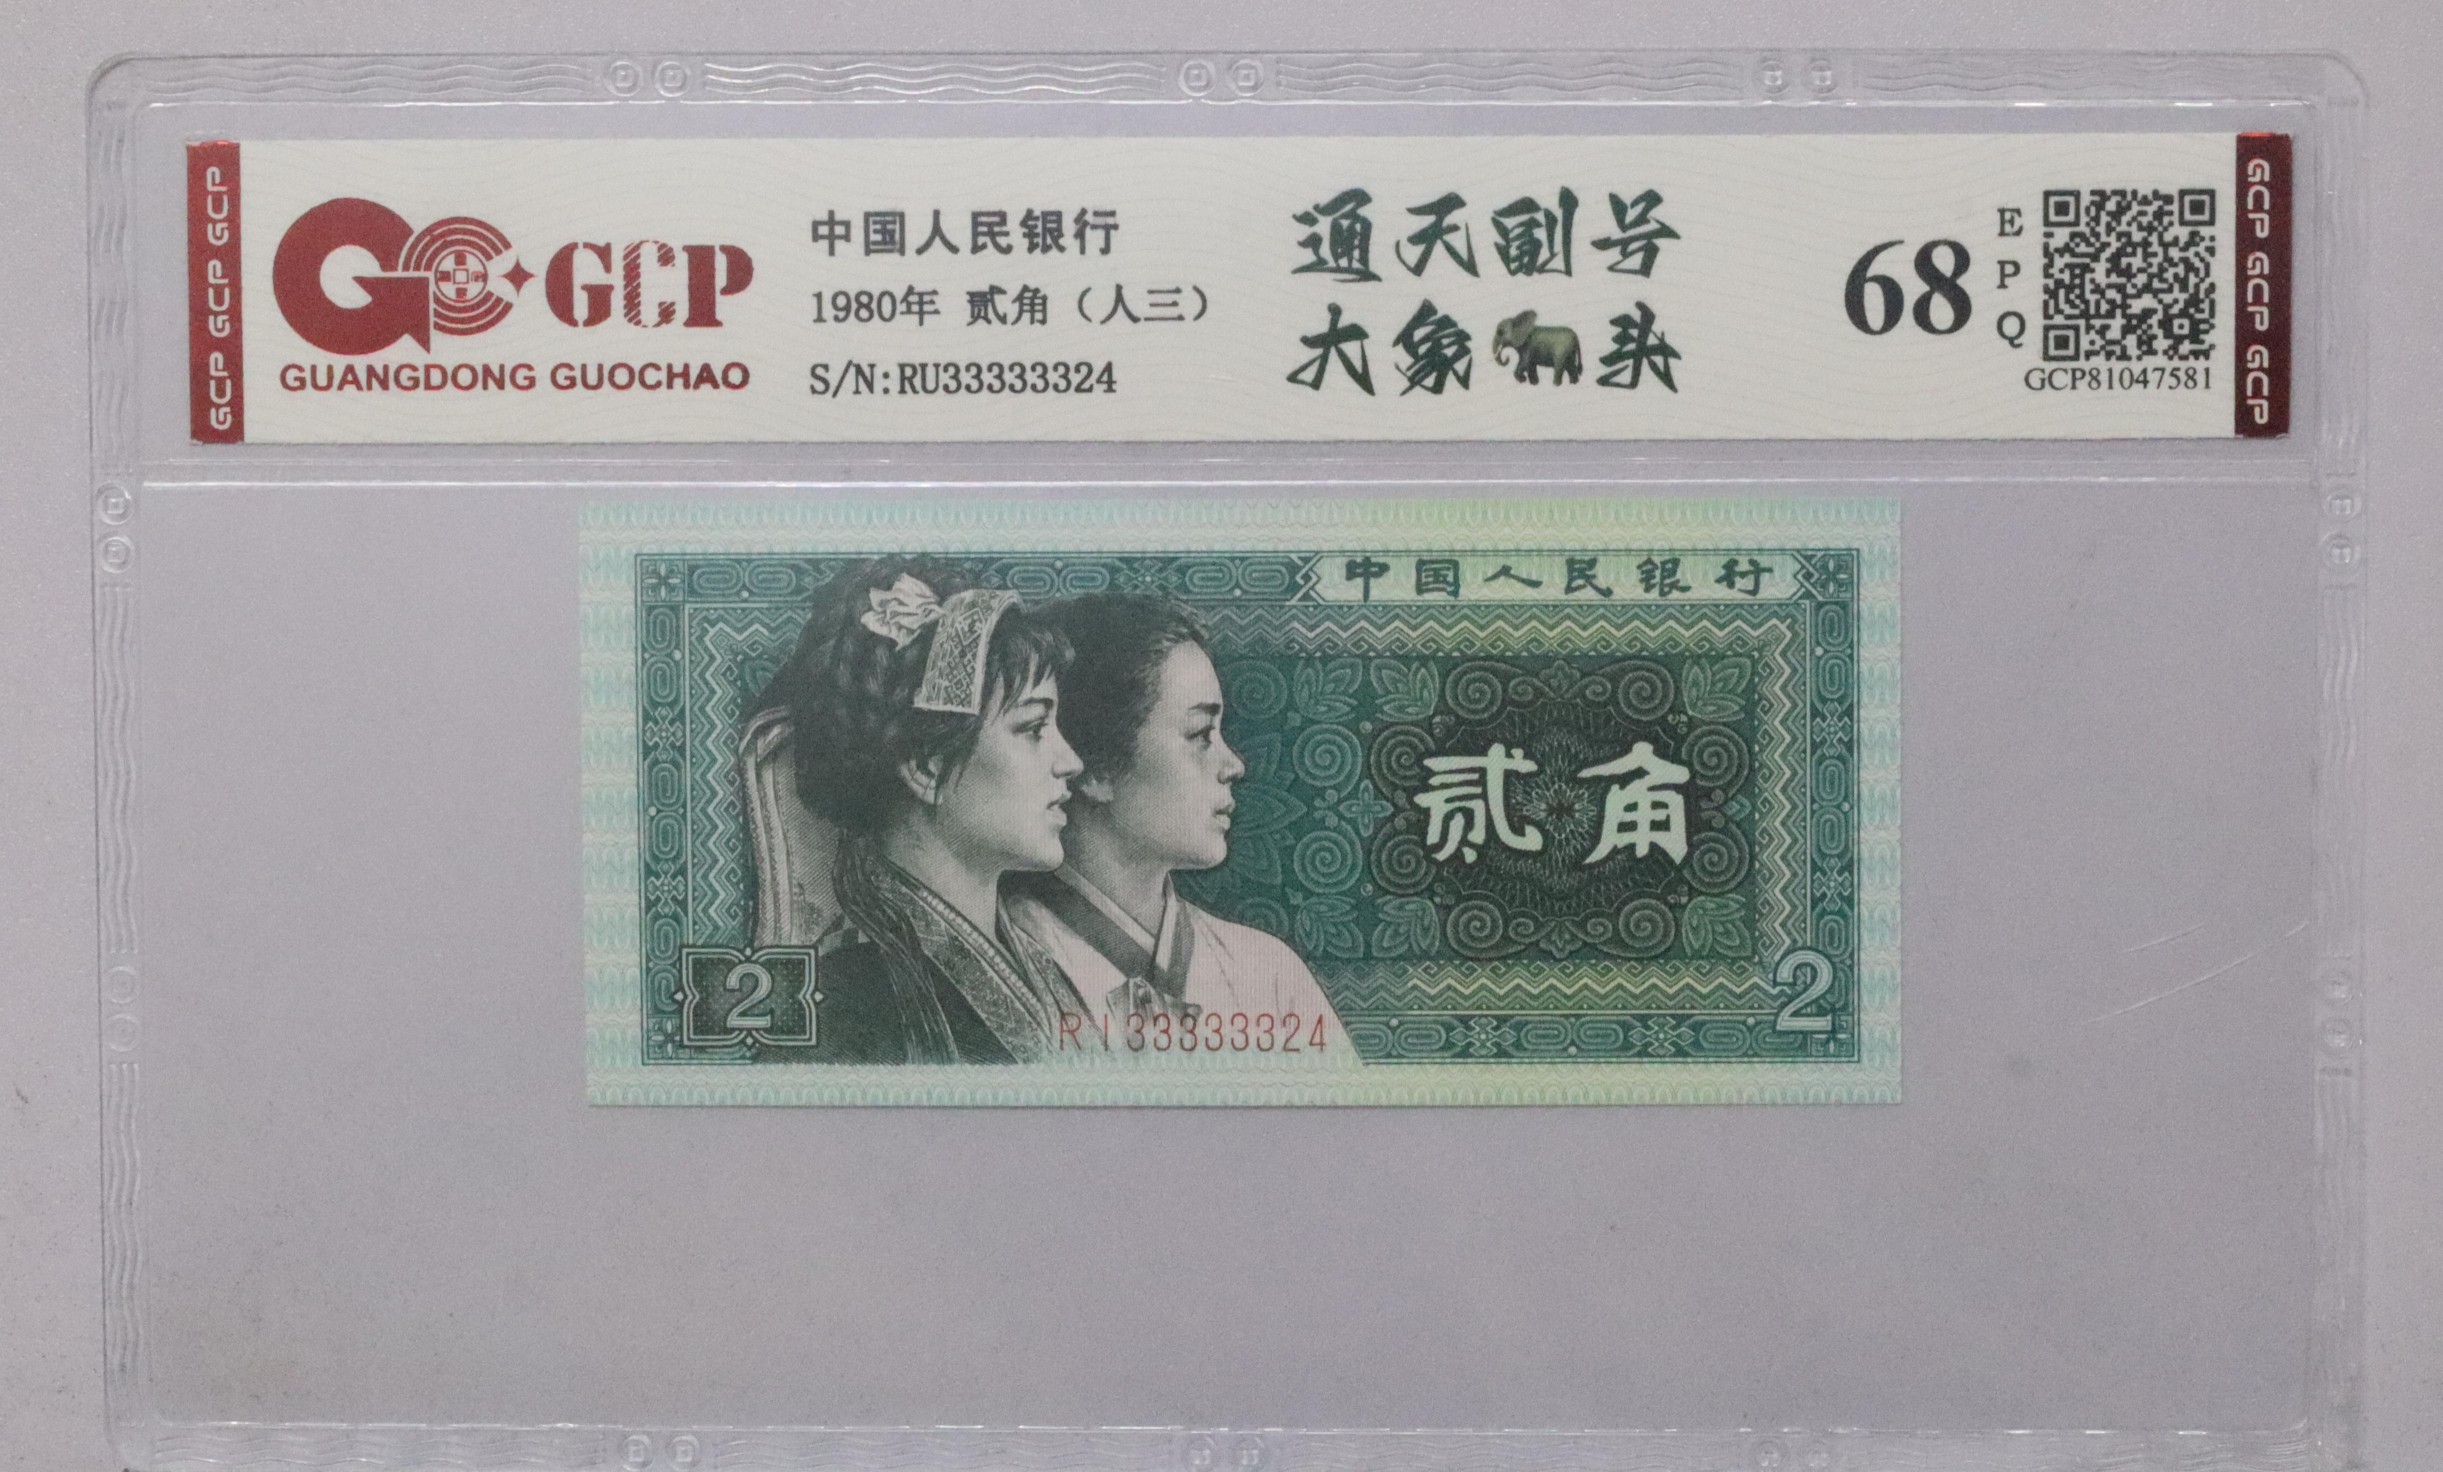 GCP GCP GCP
GCP
GUANGDONG GUOCHAO
中国人民银行
1980年 贰角（人三）
S/N:RU33333324
通天副号
大象头
68
EPQ
GCP81047581
GCP GCP GCP
中国人民银行
贰角
2
2
RI33333324